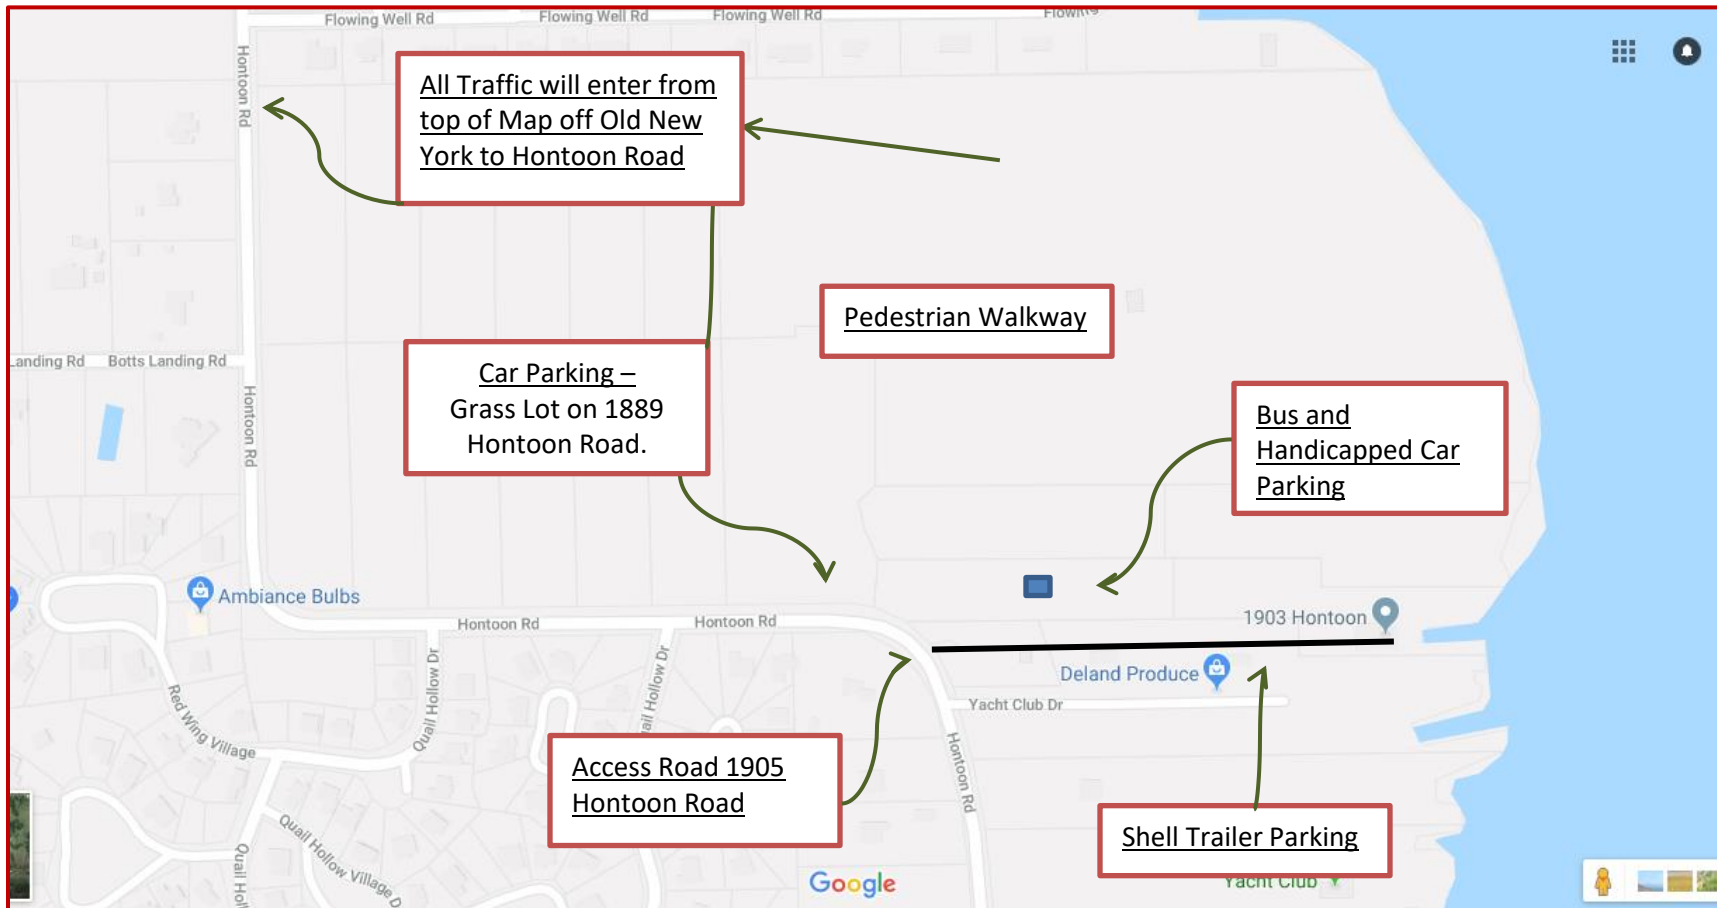 Flowing Well Rd
Flowing Well Rd
Flowing Well Rd
Hontoon Rd
All Traffic will enter from
top of Map off Old New
York to Hontoon Road
Pedestrian Walkway
Landing Rd
Botts Landing Rd
Car Parking –
Grass Lot on 1889
Hontoon Road.
Hontoon Rd
Bus and
Handicapped Car
Parking
Ambiance Bulbs
Hontoon Rd
Hontoon Rd
1903 Hontoon
Deland Produce
Yacht Club Dr
Red Wing Village
Quail Hollow Dr
Hollow Dr
Hontoon Rd
Access Road 1905
Hontoon Road
Shell Trailer Parking
Quail Hollow Village
Quail
Google
Yacht Club